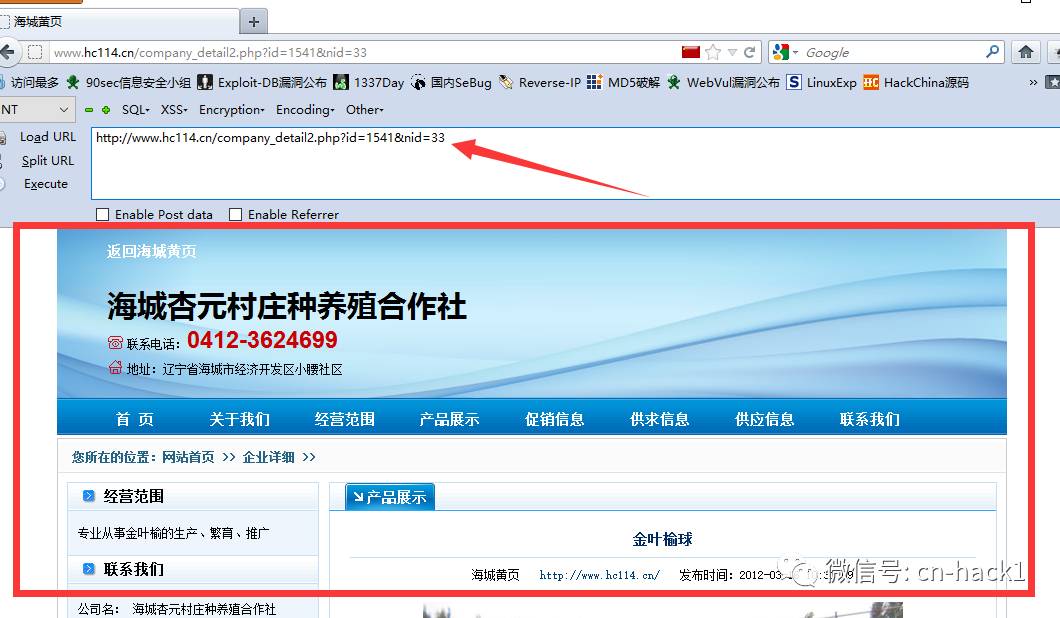 海城黄页
www.hc114.cn/company_detail2.php?id=1541&nid=33
Google
访问最多 90sec信息安全小组 Exploit-DB漏洞公布 1337Day 国内SeBug Reverse-IP MD5破解 WebVul漏洞公布 LinuxExp HackChina源码 »
NT SQL- XSS- Encryption- Encoding- Other-
Load URL http://www.hc114.cn/company_detail2.php?id=1541&nid=33
Split URL
Execute
Enable Post data Enable Referrer
返回海城黄页
海城杏元村庄种养殖合作社
联系电话：0412-3624699
地址：辽宁省海城市经济开发区小腰社区
首 页 关于我们 经营范围 产品展示 促销信息 供求信息 供应信息 联系我们
您所在的位置：网站首页 >> 企业详细 >>
经营范围 产品展示
专业从事金叶榆的生产、繁育、推广 金叶榆球
海城黄页 http://www.hc114.cn/ 发布时间：2012-03
微信号: cn-hack1
联系我们
公司名： 海城杏元村庄种养殖合作社